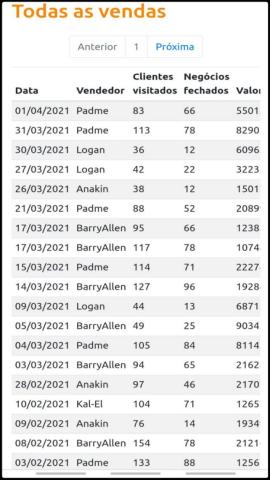 Todas as vendas
Anterior 1 Próxima
Clientes Negócios
Data Vendedor visitados fechados Valor
01/04/2021 Padme 83 66 5501
31/03/2021 Padme 113 78 8290
30/03/2021 Logan 36 12 6096
27/03/2021 Logan 42 22 3223
26/03/2021 Anakin 38 12 1501
21/03/2021 Padme 88 52 2089
17/03/2021 BarryAllen 95 66 1238
17/03/2021 BarryAllen 117 78 1074
15/03/2021 Padme 114 71 2227
14/03/2021 BarryAllen 127 96 1928
09/03/2021 Logan 44 13 6871
05/03/2021 BarryAllen 49 25 9034
04/03/2021 Padme 105 84 8114
03/03/2021 BarryAllen 94 65 2162
28/02/2021 Anakin 97 46 2170
10/02/2021 Kal-El 104 71 1265
09/02/2021 Anakin 76 14 1934
08/02/2021 BarryAllen 154 78 2121
03/02/2021 Padme 133 88 1256